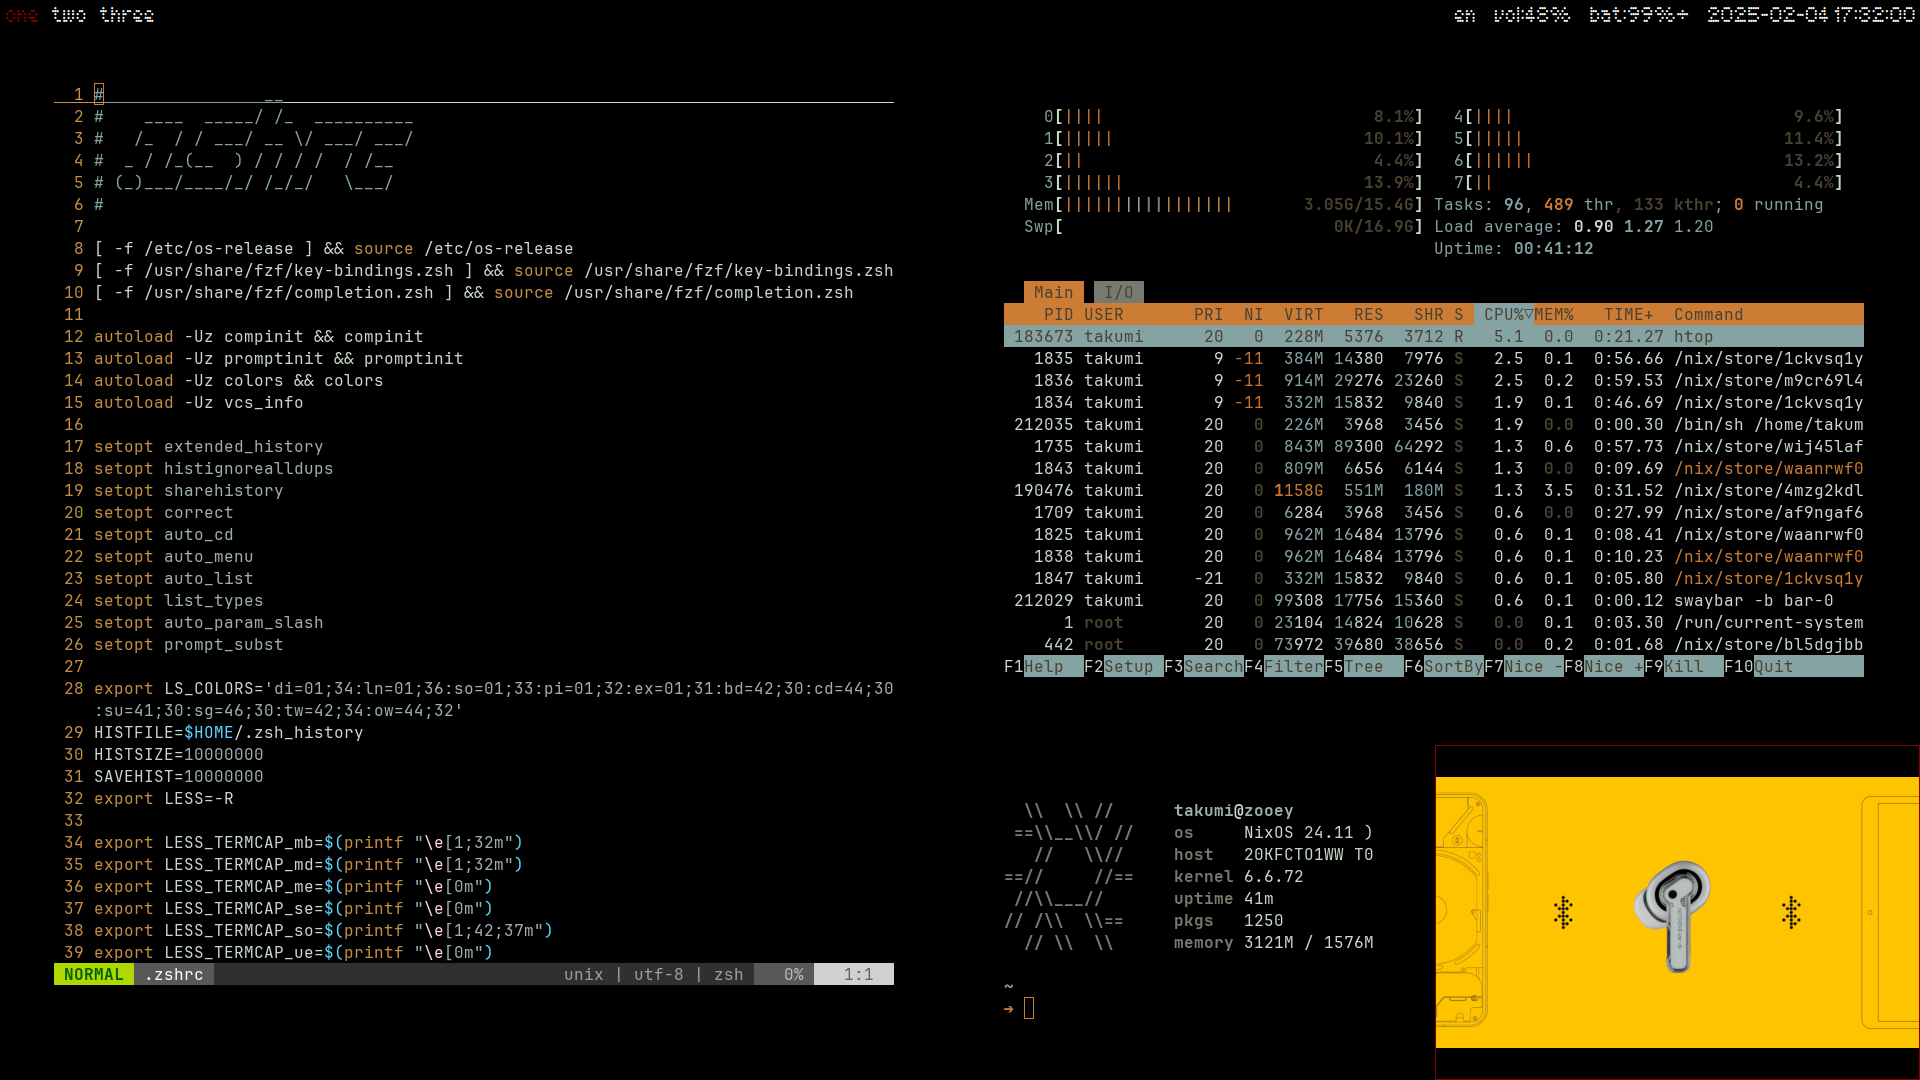 one two three
en vol:48% bat:99%+ 2025-02-04 17:32:00
1 #                __
2 #    ____  _____/ /_  __________
3 #   /_  / / ___/ __ \/ ___/ ___/
4 #  _ / /_(__  ) / / / /  / /__
5 # (_)___/____/_/ /_/_/   \___/
6 #
7
8 [ -f /etc/os-release ] && source /etc/os-release
9 [ -f /usr/share/fzf/key-bindings.zsh ] && source /usr/share/fzf/key-bindings.zsh
10 [ -f /usr/share/fzf/completion.zsh ] && source /usr/share/fzf/completion.zsh
11
12 autoload -Uz compinit && compinit
13 autoload -Uz promptinit && promptinit
14 autoload -Uz colors && colors
15 autoload -Uz vcs_info
16
17 setopt extended_history
18 setopt histignorealldups
19 setopt sharehistory
20 setopt correct
21 setopt auto_cd
22 setopt auto_menu
23 setopt auto_list
24 setopt list_types
25 setopt auto_param_slash
26 setopt prompt_subst
27
28 export LS_COLORS='di=01;34:ln=01;36:so=01;33:pi=01;32:ex=01;31:bd=42;30:cd=44;30
:su=41;30:sg=46;30:tw=42;34:ow=44;32'
29 HISTFILE=$HOME/.zsh_history
30 HISTSIZE=10000000
31 SAVEHIST=10000000
32 export LESS=-R
33
34 export LESS_TERMCAP_mb=$(printf "\e[1;32m")
35 export LESS_TERMCAP_md=$(printf "\e[1;32m")
36 export LESS_TERMCAP_me=$(printf "\e[0m")
37 export LESS_TERMCAP_se=$(printf "\e[0m")
38 export LESS_TERMCAP_so=$(printf "\e[1;42;37m")
39 export LESS_TERMCAP_ue=$(printf "\e[0m")
NORMAL .zshrc unix | utf-8 | zsh 0% 1:1
0[|||| 8.1%] 4[|||| 9.6%]
1[||||| 10.1%] 5[||||| 11.4%]
2[|| 4.4%] 6[|||||| 13.2%]
3[|||||| 13.9%] 7[|| 4.4%]
Mem[||||||||||||||||| 3.05G/15.4G] Tasks: 96, 489 thr, 133 kthr; 0 running
Swp[ 0K/16.9G] Load average: 0.90 1.27 1.20
Uptime: 00:41:12
Main I/O
PID USER PRI NI VIRT RES SHR S CPU%▽MEM% TIME+ Command
183673 takumi 20 0 228M 5376 3712 R 5.1 0.0 0:21.27 htop
1835 takumi 9 -11 384M 14380 7976 S 2.5 0.1 0:56.66 /nix/store/1ckvsq1y
1836 takumi 9 -11 914M 29276 23260 S 2.5 0.2 0:59.53 /nix/store/m9cr69l4
1834 takumi 9 -11 332M 15832 9840 S 1.9 0.1 0:46.69 /nix/store/1ckvsq1y
212035 takumi 20 0 226M 3968 3456 S 1.9 0.0 0:00.30 /bin/sh /home/takum
1735 takumi 20 0 843M 89300 64292 S 1.3 0.6 0:57.73 /nix/store/wij45laf
1843 takumi 20 0 809M 6656 6144 S 1.3 0.0 0:09.69 /nix/store/waanrwf0
190476 takumi 20 0 1158G 551M 180M S 1.3 3.5 0:31.52 /nix/store/4mzg2kdl
1709 takumi 20 0 6284 3968 3456 S 0.6 0.0 0:27.99 /nix/store/af9ngaf6
1825 takumi 20 0 962M 16484 13796 S 0.6 0.1 0:08.41 /nix/store/waanrwf0
1838 takumi 20 0 962M 16484 13796 S 0.6 0.1 0:10.23 /nix/store/waanrwf0
1847 takumi -21 0 332M 15832 9840 S 0.6 0.1 0:05.80 /nix/store/1ckvsq1y
212029 takumi 20 0 99308 17756 15360 S 0.6 0.1 0:00.12 swaybar -b bar-0
1 root 20 0 23104 14824 10628 S 0.0 0.1 0:03.30 /run/current-system
442 root 20 0 73972 39680 38656 S 0.0 0.2 0:01.68 /nix/store/bl5dgjbb
F1Help F2Setup F3SearchF4FilterF5Tree F6SortByF7Nice -F8Nice +F9Kill F10Quit
  \\  \\ //      takumi@zooey
 ==\\__\\/ //    os     NixOS 24.11 )
   //   \\//     host   20KFCTO1WW T0
==//     //==    kernel 6.6.72
 //\\___//       uptime 41m
// /\\  \\==     pkgs   1250
  // \\  \\      memory 3121M / 1576M
~
➜